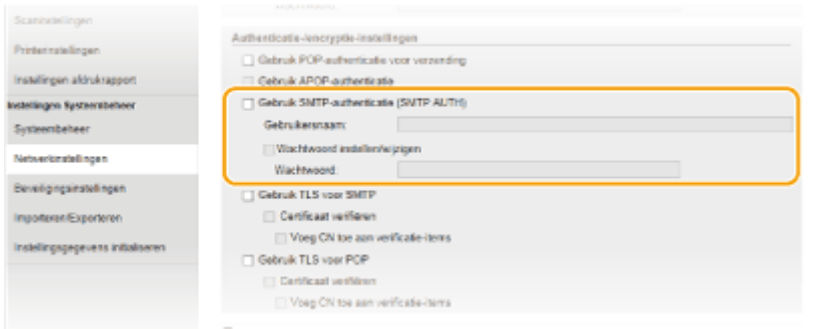 Wachtwoord:
Scaninstellingen
Printerinstellingen
Instellingen afdrukrapport
Instellingen Systeembeheer
Systeembeheer
Netwerkinstellingen
Beveiligingsinstellingen
Importeren/Exporteren
Instellingsgegevens initialiseren
Authenticatie-/encryptie-instellingen
Gebruik POP-authenticatie voor verzending
Gebruik APOP-authenticatie
Gebruik SMTP-authenticatie (SMTP AUTH)
Gebruikersnaam:
Wachtwoord instellen/wijzigen
Wachtwoord:
Gebruik TLS voor SMTP
Certificaat verifiëren
Voeg CN toe aan verificatie-items
Gebruik TLS voor POP
Certificaat verifiëren
Voeg CN toe aan verificatie-items